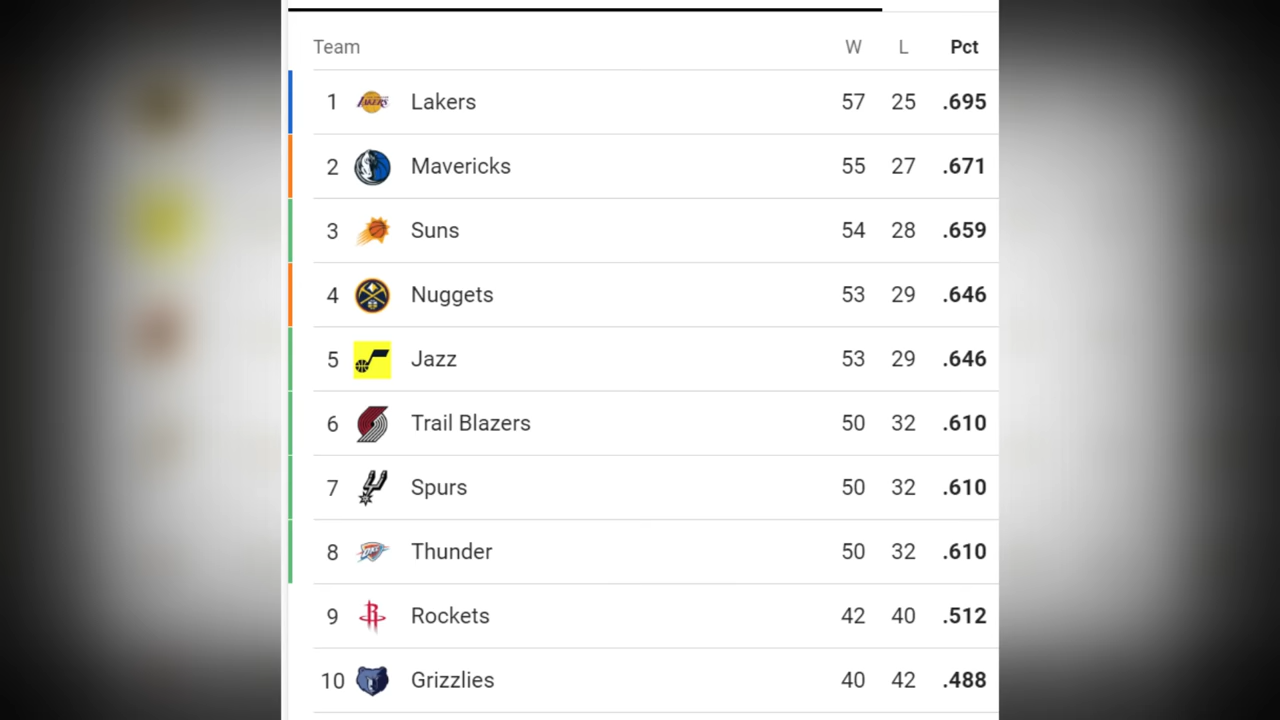 Team W L Pct
1 LAKERS Lakers 57 25 .695
2 Mavericks 55 27 .671
3 Suns 54 28 .659
4 Nuggets 53 29 .646
5 Jazz 53 29 .646
6 Trail Blazers 50 32 .610
7 Spurs 50 32 .610
8 Thunder 50 32 .610
9 Rockets 42 40 .512
10 Grizzlies 40 42 .488